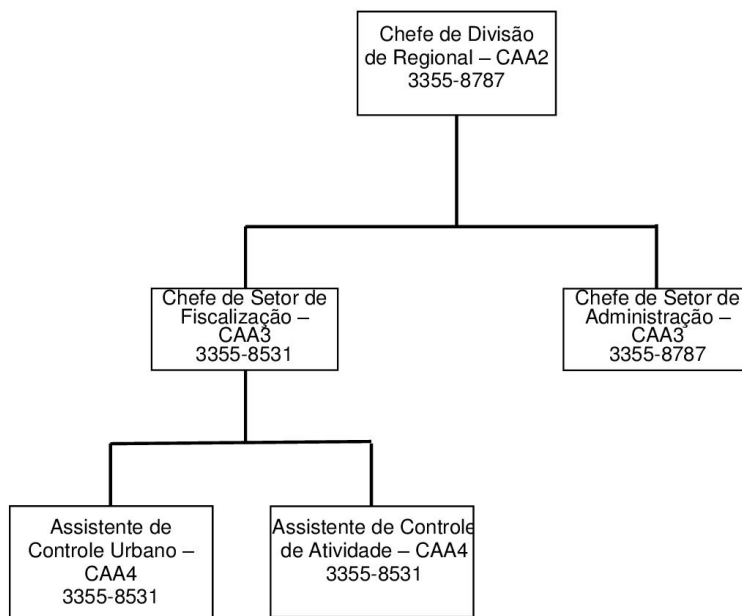 Chefe de Divisão
de Regional – CAA2
3355-8787
Chefe de Setor de
Fiscalização –
CAA3
3355-8531
Chefe de Setor de
Administração –
CAA3
3355-8787
Assistente de
Controle Urbano –
CAA4
3355-8531
Assistente de Controle
de Atividade – CAA4
3355-8531